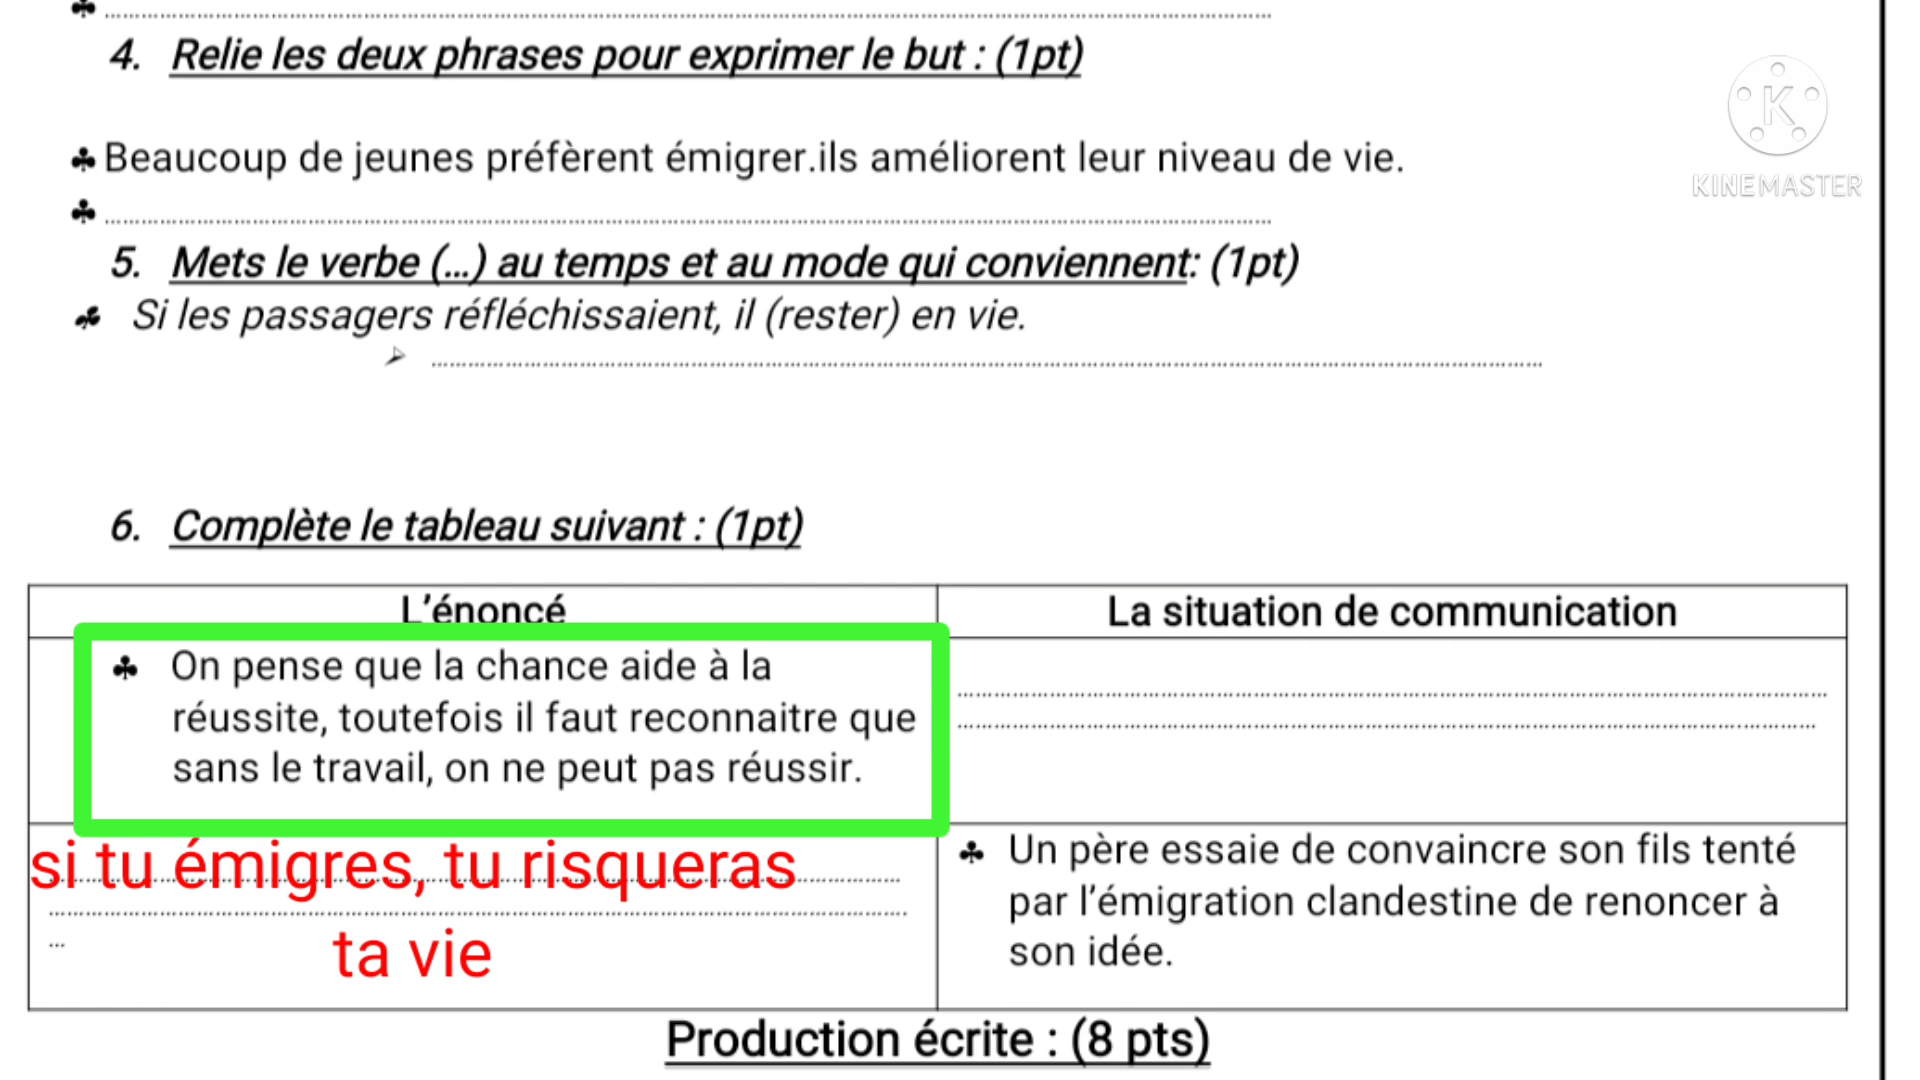 4. Relie les deux phrases pour exprimer le but : (1pt)
KINEMASTER
♣ Beaucoup de jeunes préfèrent émigrer.ils améliorent leur niveau de vie.
♣ ........................................
5. Mets le verbe (...) au temps et au mode qui conviennent: (1pt)
♣ Si les passagers réfléchissaient, il (rester) en vie.
6. Complète le tableau suivant : (1pt)
L'énoncé
La situation de communication
♣ On pense que la chance aide à la
réussite, toutefois il faut reconnaitre que
sans le travail, on ne peut pas réussir.
si tu émigres, tu risqueras
ta vie
♣ Un père essaie de convaincre son fils tenté
par l'émigration clandestine de renoncer à
son idée.
Production écrite : (8 pts)